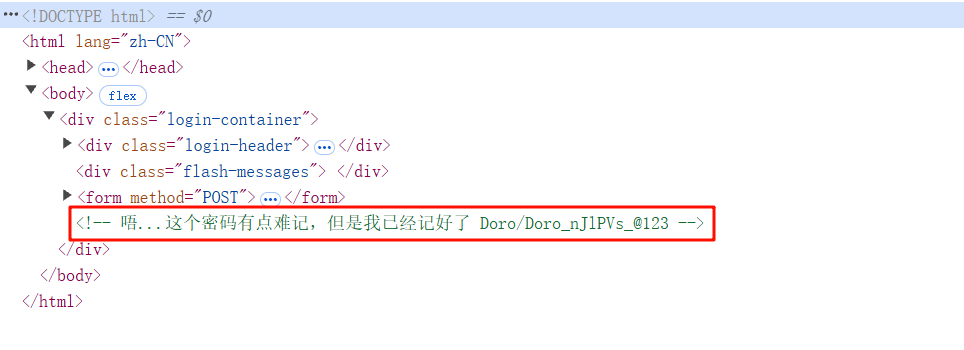 •••<!DOCTYPE html> == $0
<html lang="zh-CN">
▶<head>•••</head>
▼<body> flex
▼<div class="login-container">
▶<div class="login-header">•••</div>
<div class="flash-messages"> </div>
▶<form method="POST">•••</form>
<!-- 唔...这个密码有点难记，但是我已经记好了 Doro/Doro_nJlPVs_@123 -->
</div>
</body>
</html>